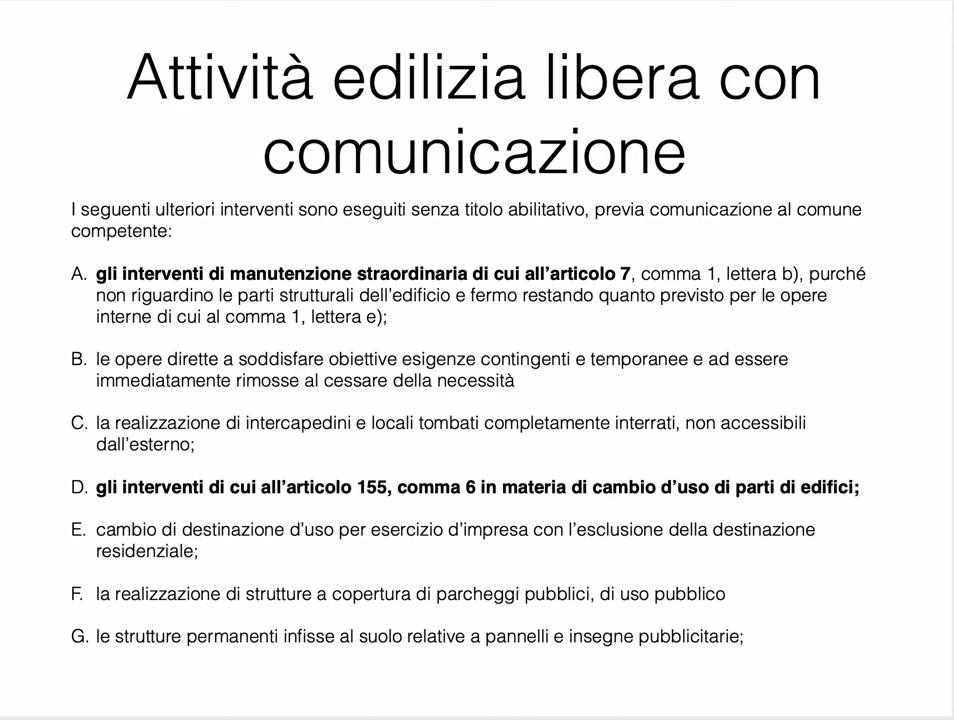 Attività edilizia libera con
comunicazione
I seguenti ulteriori interventi sono eseguiti senza titolo abilitativo, previa comunicazione al comune
competente:
A. gli interventi di manutenzione straordinaria di cui all'articolo 7, comma 1, lettera b), purché
non riguardino le parti strutturali dell'edificio e fermo restando quanto previsto per le opere
interne di cui al comma 1, lettera e);
B. le opere dirette a soddisfare obiettive esigenze contingenti e temporanee e ad essere
immediatamente rimosse al cessare della necessità
C. la realizzazione di intercapedini e locali tombati completamente interrati, non accessibili
dall'esterno;
D. gli interventi di cui all'articolo 155, comma 6 in materia di cambio d'uso di parti di edifici;
E. cambio di destinazione d'uso per esercizio d'impresa con l'esclusione della destinazione
residenziale;
F. la realizzazione di strutture a copertura di parcheggi pubblici, di uso pubblico
G. le strutture permanenti infisse al suolo relative a pannelli e insegne pubblicitarie;